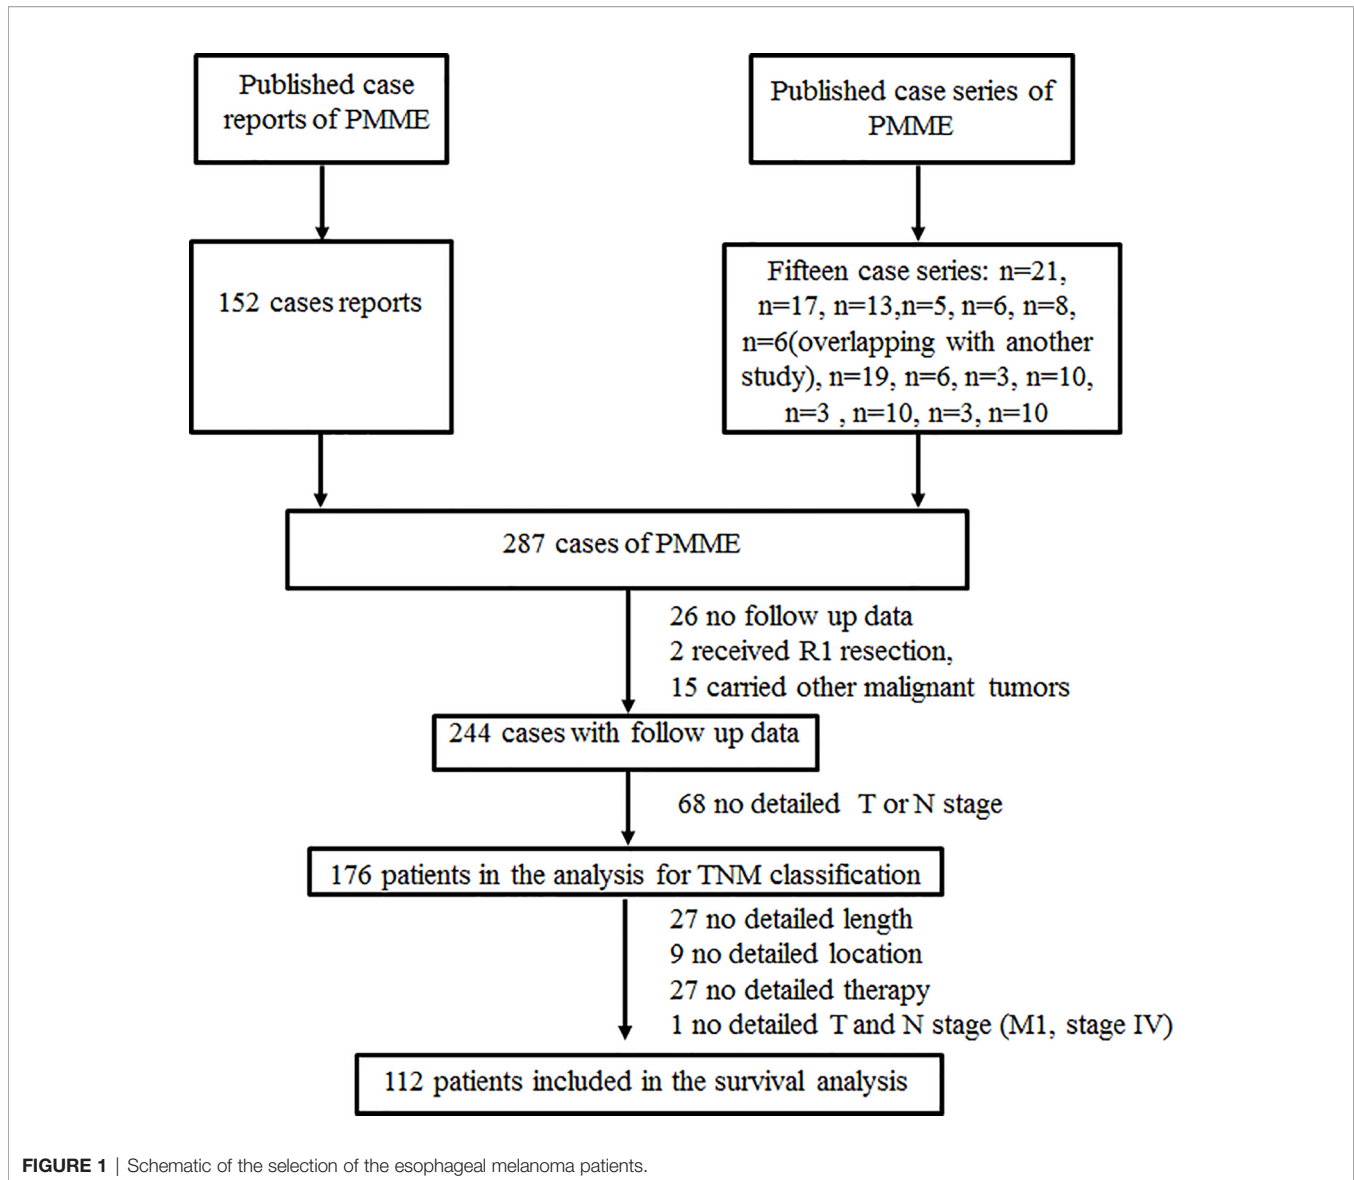 Published case
reports of PMME
Published case series of
PMME
152 cases reports
Fifteen case series: n=21,
n=17, n=13,n=5, n=6, n=8,
n=6(overlapping with another
study), n=19, n=6, n=3, n=10,
n=3 , n=10, n=3, n=10
287 cases of PMME
26 no follow up data
2 received R1 resection,
15 carried other malignant tumors
244 cases with follow up data
68 no detailed T or N stage
176 patients in the analysis for TNM classification
27 no detailed length
9 no detailed location
27 no detailed therapy
1 no detailed T and N stage (M1, stage IV)
112 patients included in the survival analysis
FIGURE 1 | Schematic of the selection of the esophageal melanoma patients.